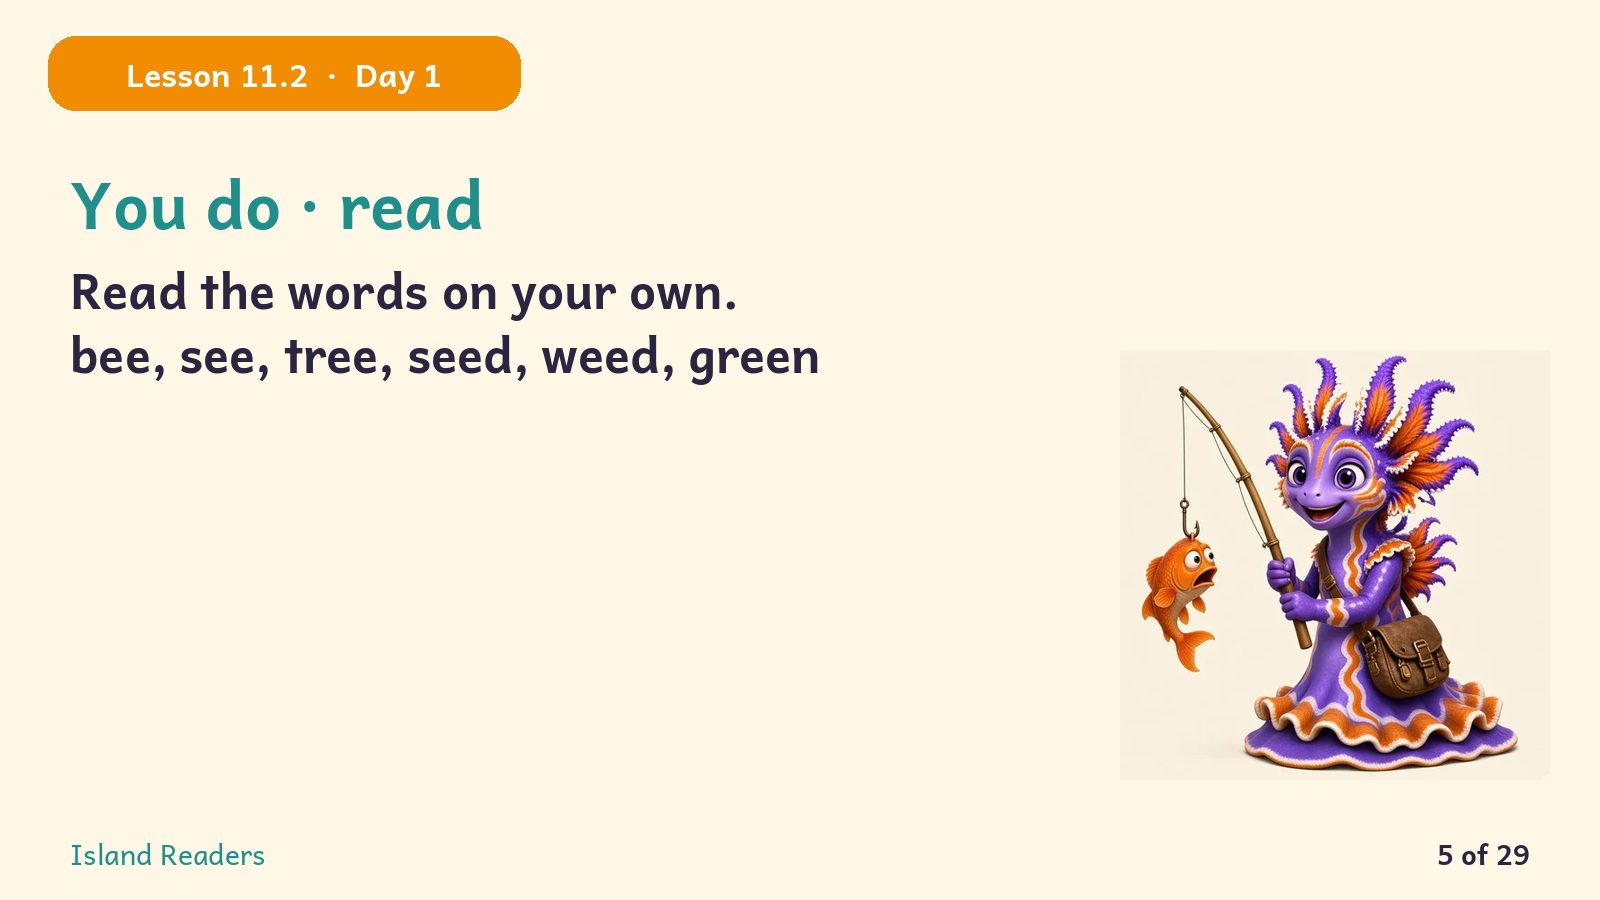 Lesson 11.2 · Day 1
You do · read
Read the words on your own.
bee, see, tree, seed, weed, green
Island Readers
5 of 29